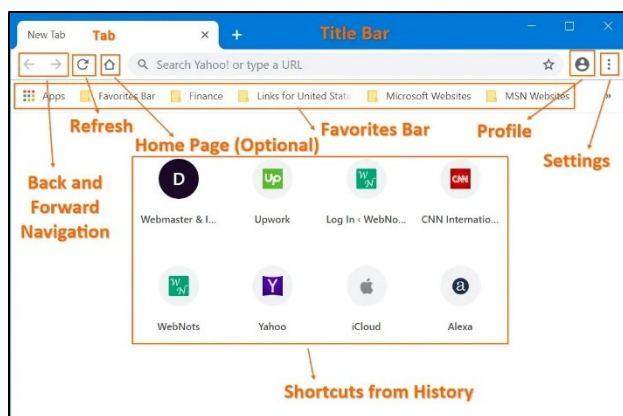 New Tab Tab Title Bar
Search Yahoo! or type a URL
Apps Favorites Bar Finance Links for United State Microsoft Websites MSN Websites »
Refresh
Home Page (Optional)
Favorites Bar
Profile
Settings
Back and
Forward
Navigation
D Up WN CNN
Webmaster & I... Upwork Log In ‹ WebNo... CNN Internatio...
WN Y a
WebNots Yahoo iCloud Alexa
Shortcuts from History